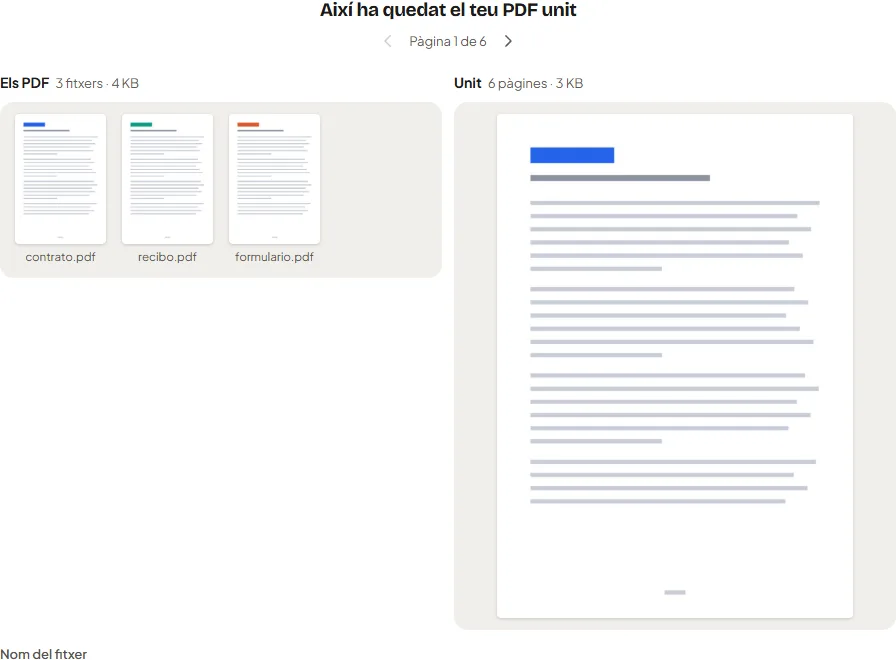 Així ha quedat el teu PDF unit
Pàgina 1 de 6
Els PDF 3 fitxers · 4 KB
contrato.pdf
recibo.pdf
formulario.pdf
Unit 6 pàgines · 3 KB
Nom del fitxer